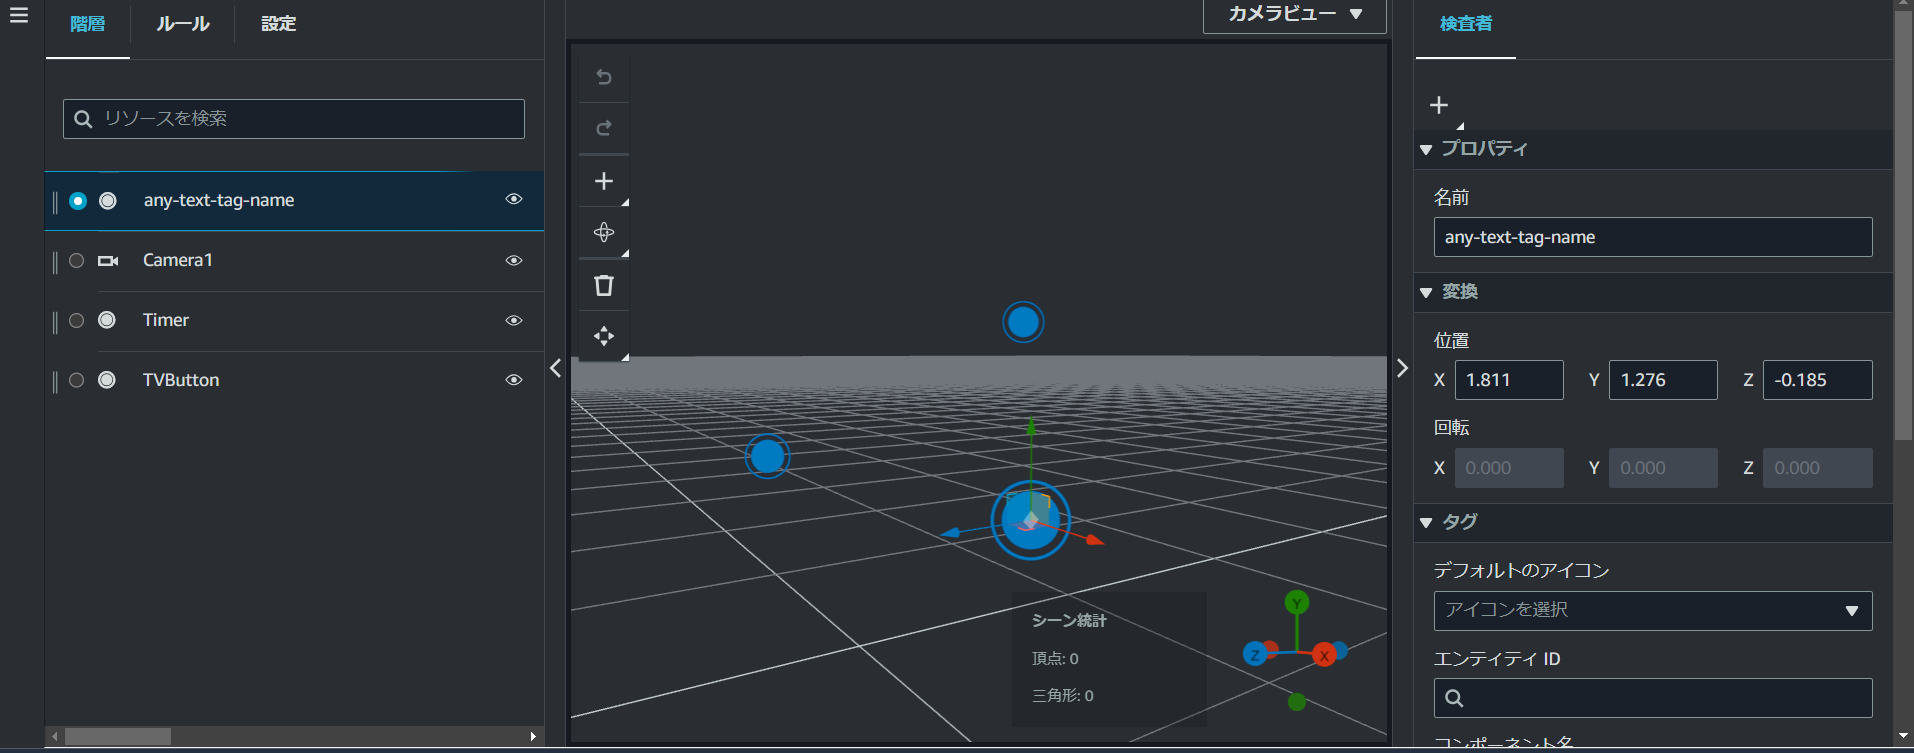 階層
ルール
設定
リソースを検索
any-text-tag-name
Camera1
Timer
TVButton
カメラビュー
シーン統計
頂点: 0
三角形: 0
Y
Z
X
検査者
プロパティ
名前
any-text-tag-name
変換
位置
X 1.811 Y 1.276 Z -0.185
回転
X 0.000 Y 0.000 Z 0.000
タグ
デフォルトのアイコン
アイコンを選択
エンティティ ID
コンポーネント名